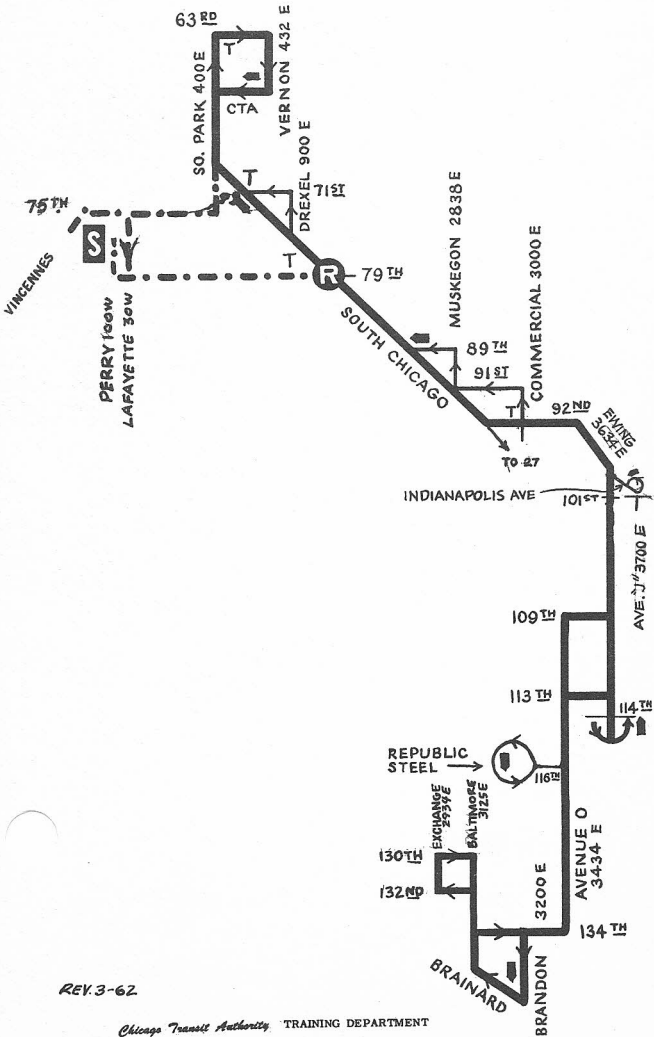 63RD
T
T
CTA
SO. PARK 400E
VERNON 432 E
T
71ST
DREXEL 900 E
75TH
S
VINCENNES
PERRY 100W
LAFAYETTE 30W
T
R
79TH
SOUTH CHICAGO
MUSKEGON 2838 E
COMMERCIAL 3000 E
89TH
91ST
T
92ND
TO 27
EWING
3634 E
INDIANAPOLIS AVE
101ST
AVE. "J" 3700 E
109TH
113TH
114TH
REPUBLIC
STEEL
116TH
AVENUE O
3434 E
EXCHANGE
2934E
BALTIMORE
3125E
130TH
132ND
3200 E
134TH
BRAINARD
BRANDON
REV. 3-62
Chicago Transit Authority TRAINING DEPARTMENT